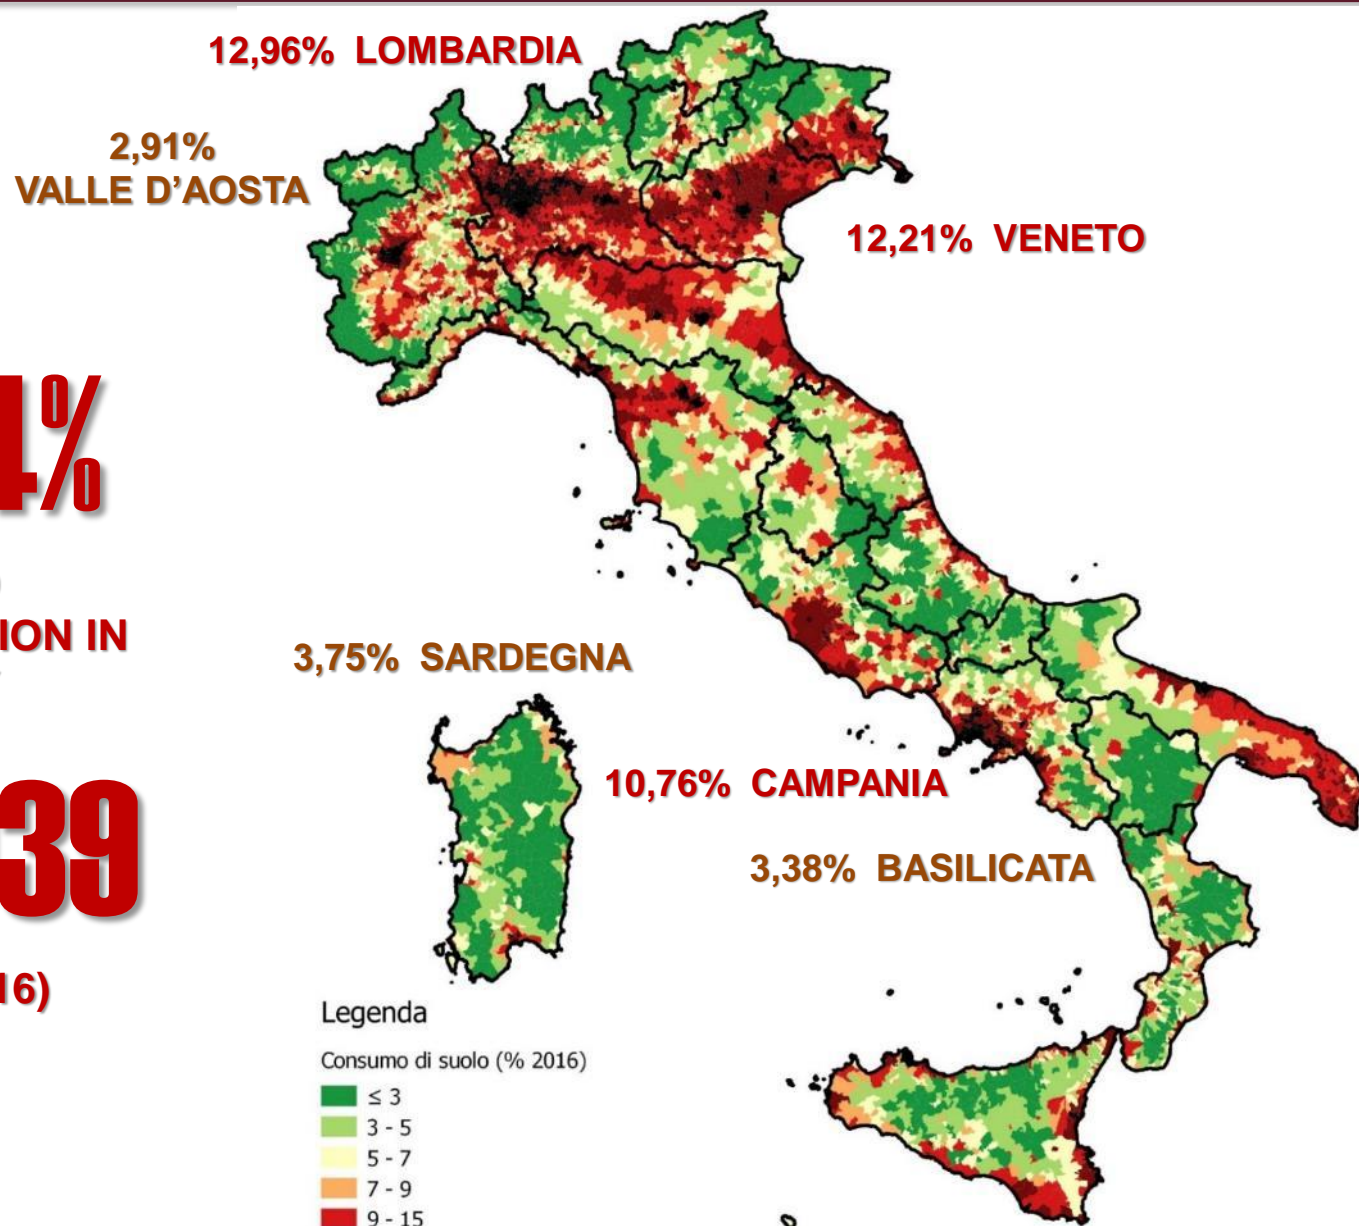 12,96% LOMBARDIA
2,91%
VALLE D’AOSTA
12,21% VENETO
4%
ION IN
3,75% SARDEGNA
10,76% CAMPANIA
39
3,38% BASILICATA
16)
Legenda
Consumo di suolo (% 2016)
≤ 3
3 - 5
5 - 7
7 - 9
9 - 15